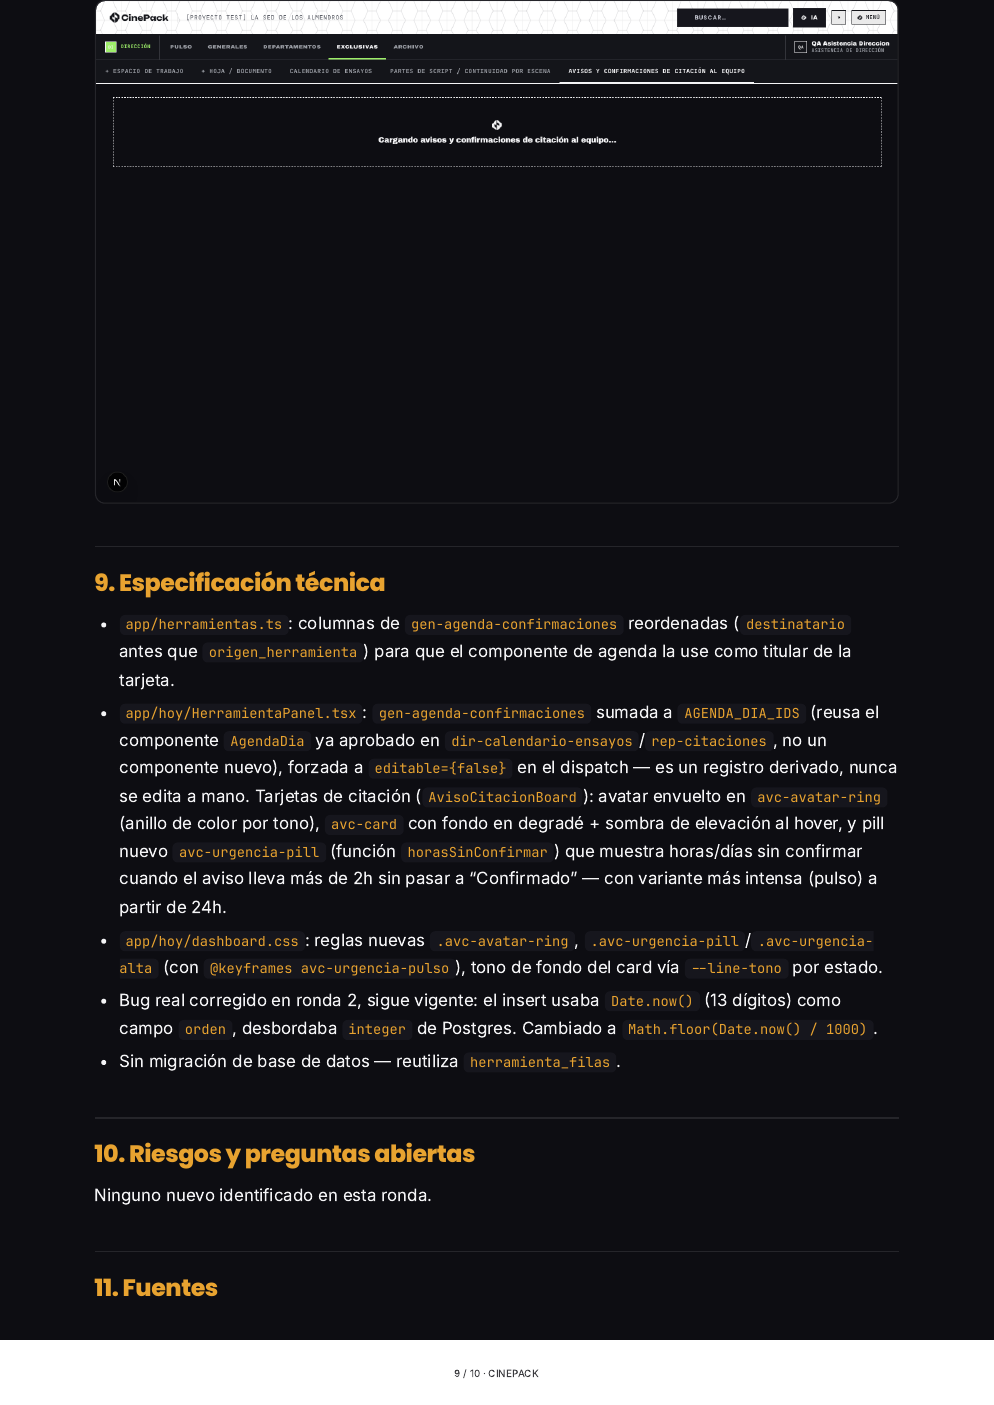 CinePack
[PROYECTO TEST] LA SED DE LOS ALMENDROS
BUSCAR…
IA
MENÚ
DIRECCIÓN
PULSO
GENERALES
DEPARTAMENTOS
EXCLUSIVAS
ARCHIVO
QA
QA Asistencia Direccion
ASISTENCIA DE DIRECCIÓN
ESPACIO DE TRABAJO
HOJA / DOCUMENTO
CALENDARIO DE ENSAYOS
PARTES DE SCRIPT / CONTINUIDAD POR ESCENA
AVISOS Y CONFIRMACIONES DE CITACIÓN AL EQUIPO
Cargando avisos y confirmaciones de citación al equipo…
N
9. Especificación técnica
• app/herramientas.ts : columnas de gen-agenda-confirmaciones reordenadas ( destinatario
antes que origen_herramienta ) para que el componente de agenda la use como titular de la
tarjeta.
• app/hoy/HerramientaPanel.tsx : gen-agenda-confirmaciones sumada a AGENDA_DIA_IDS (reusa el
componente AgendaDia ya aprobado en dir-calendario-ensayos / rep-citaciones , no un
componente nuevo), forzada a editable={false} en el dispatch — es un registro derivado, nunca
se edita a mano. Tarjetas de citación ( AvisoCitacionBoard ): avatar envuelto en avc-avatar-ring
(anillo de color por tono), avc-card con fondo en degradé + sombra de elevación al hover, y pill
nuevo avc-urgencia-pill (función horasSinConfirmar ) que muestra horas/días sin confirmar
cuando el aviso lleva más de 2h sin pasar a “Confirmado” — con variante más intensa (pulso) a
partir de 24h.
• app/hoy/dashboard.css : reglas nuevas .avc-avatar-ring , .avc-urgencia-pill / .avc-urgencia-
alta (con @keyframes avc-urgencia-pulso ), tono de fondo del card vía --line-tono por estado.
• Bug real corregido en ronda 2, sigue vigente: el insert usaba Date.now() (13 dígitos) como
campo orden , desbordaba integer de Postgres. Cambiado a Math.floor(Date.now() / 1000) .
• Sin migración de base de datos — reutiliza herramienta_filas .
10. Riesgos y preguntas abiertas
Ninguno nuevo identificado en esta ronda.
11. Fuentes
9 / 10 · CINEPACK